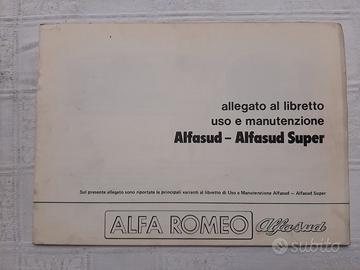 allegato al libretto
uso e manutenzione
Alfasud – Alfasud Super
Sul presente allegato sono riportate le principali varianti al libretto di Uso e Manutenzione Alfasud – Alfasud Super
ALFA ROMEO Alfasud
subito